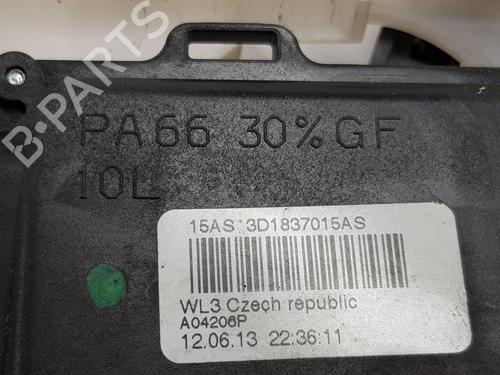 PA66 30%GF
10L
15AS 3D1837015AS
WL3 Czech republic
A04206P
12.06.13 22:36:11
B-PARTS